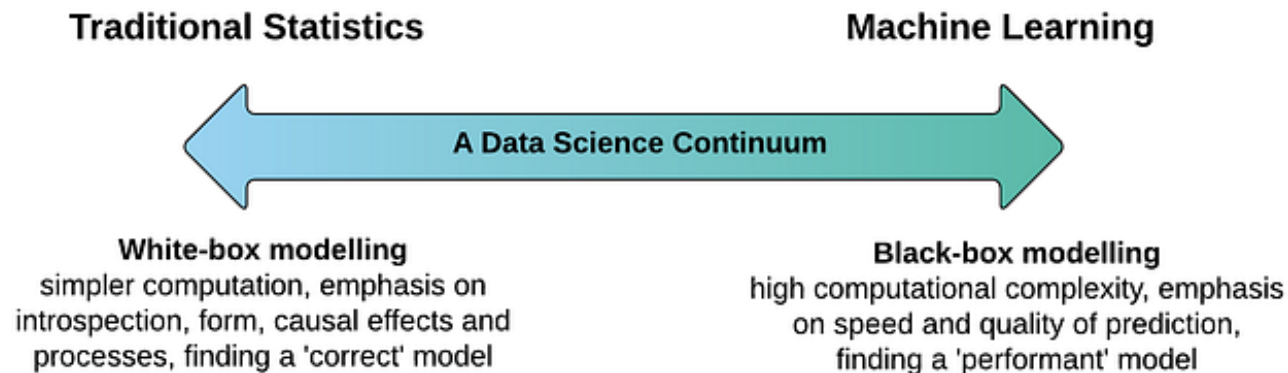 Traditional Statistics
Machine Learning
A Data Science Continuum
White-box modelling
simpler computation, emphasis on
introspection, form, causal effects and
processes, finding a 'correct' model
Black-box modelling
high computational complexity, emphasis
on speed and quality of prediction,
finding a 'performant' model